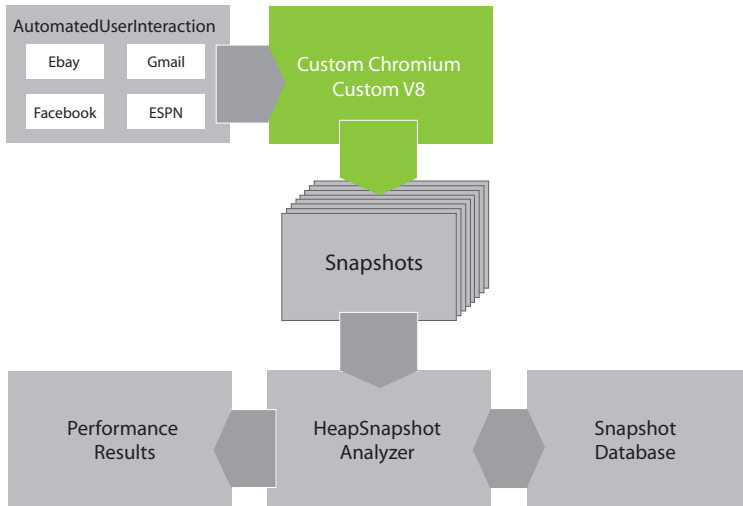 AutomatedUserInteraction
Ebay
Gmail
Facebook
ESPN
Custom Chromium
Custom V8
Snapshots
Performance
Results
HeapSnapshot
Analyzer
Snapshot
Database